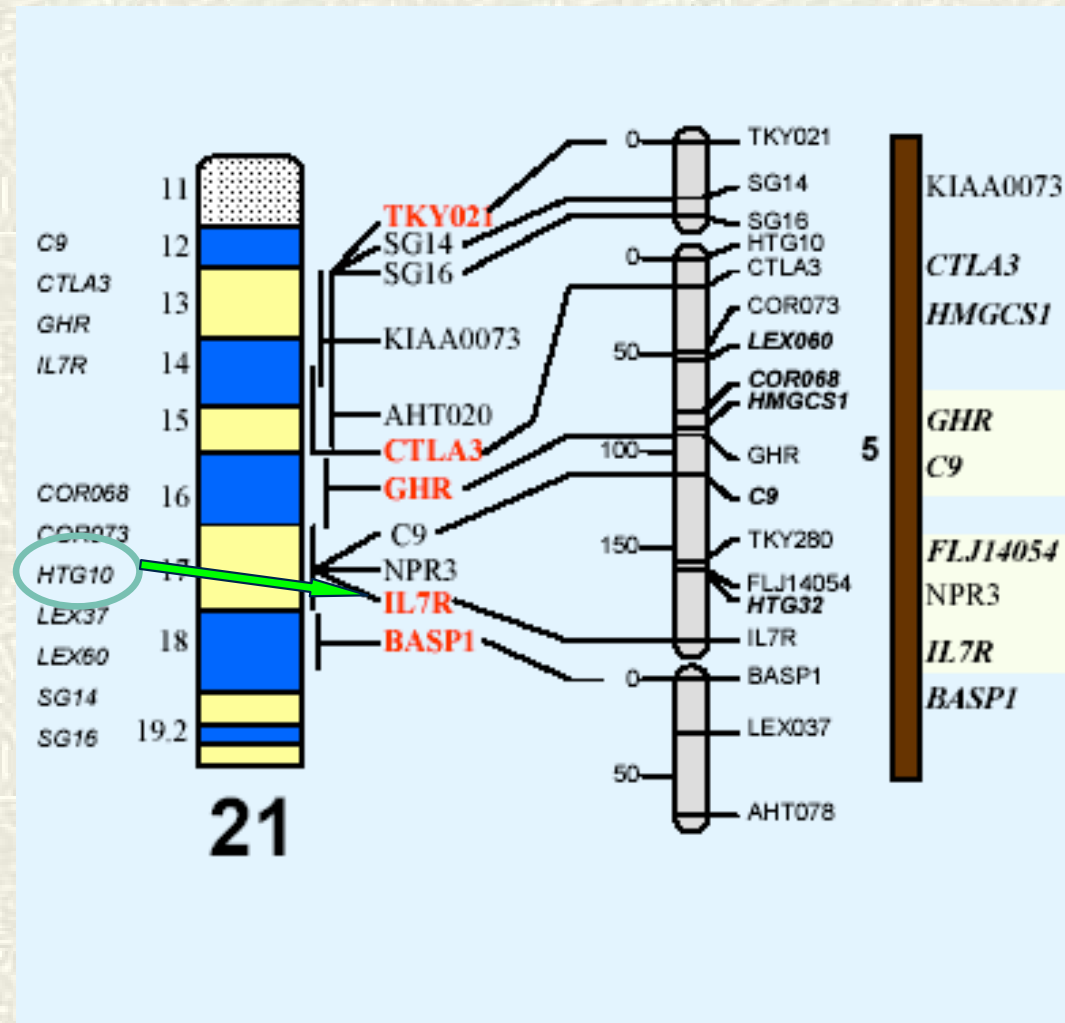 C9
CTLA3
GHR
IL7R
COR068
COR073
HTG10
LEX37
LEX60
SG14
SG16
11
12
13
14
15
16
17
18
19.2
21
TKY021
SG14
SG16
KIAA0073
AHT020
CTLA3
GHR
C9
NPR3
IL7R
BASP1
0
0
50
100
150
0
50
TKY021
SG14
SG16
HTG10
CTLA3
COR073
LEX060
COR068
HMGCS1
GHR
C9
TKY280
FLJ14054
HTG32
IL7R
BASP1
LEX037
AHT078
5
KIAA0073
CTLA3
HMGCS1
GHR
C9
FLJ14054
NPR3
IL7R
BASP1